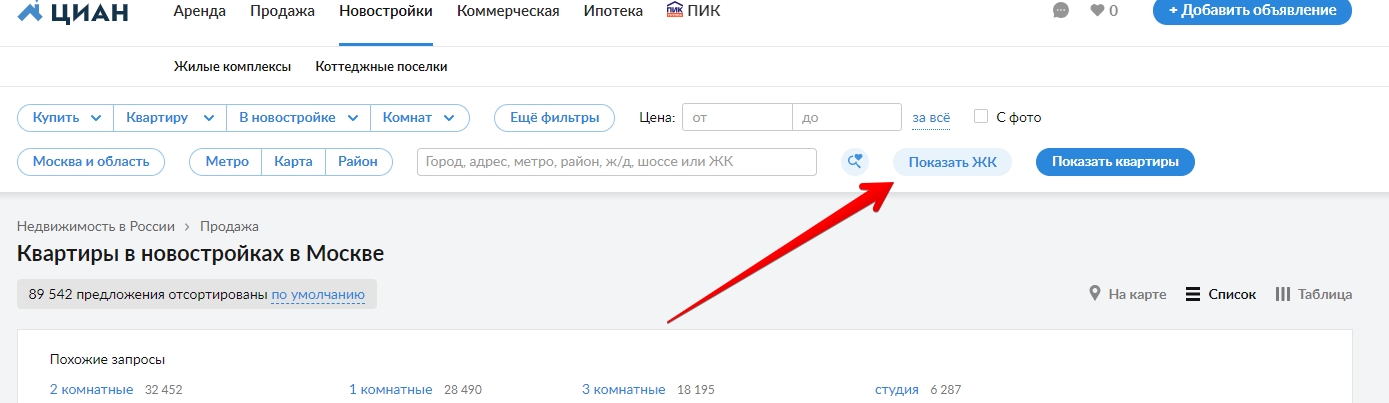 ЦИАН Аренда Продажа Новостройки Коммерческая Ипотека ПИК ПИК 0 + Добавить объявление
Жилые комплексы Коттеджные поселки
Купить Квартиру В новостройке Комнат Ещё фильтры Цена: от до за всё С фото
Москва и область Метро Карта Район Город, адрес, метро, район, ж/д, шоссе или ЖК Показать ЖК Показать квартиры
Недвижимость в России > Продажа
Квартиры в новостройках в Москве
89 542 предложения отсортированы по умолчанию На карте Список Таблица
Похожие запросы
2 комнатные 32 452 1 комнатные 28 490 3 комнатные 18 195 студия 6 287